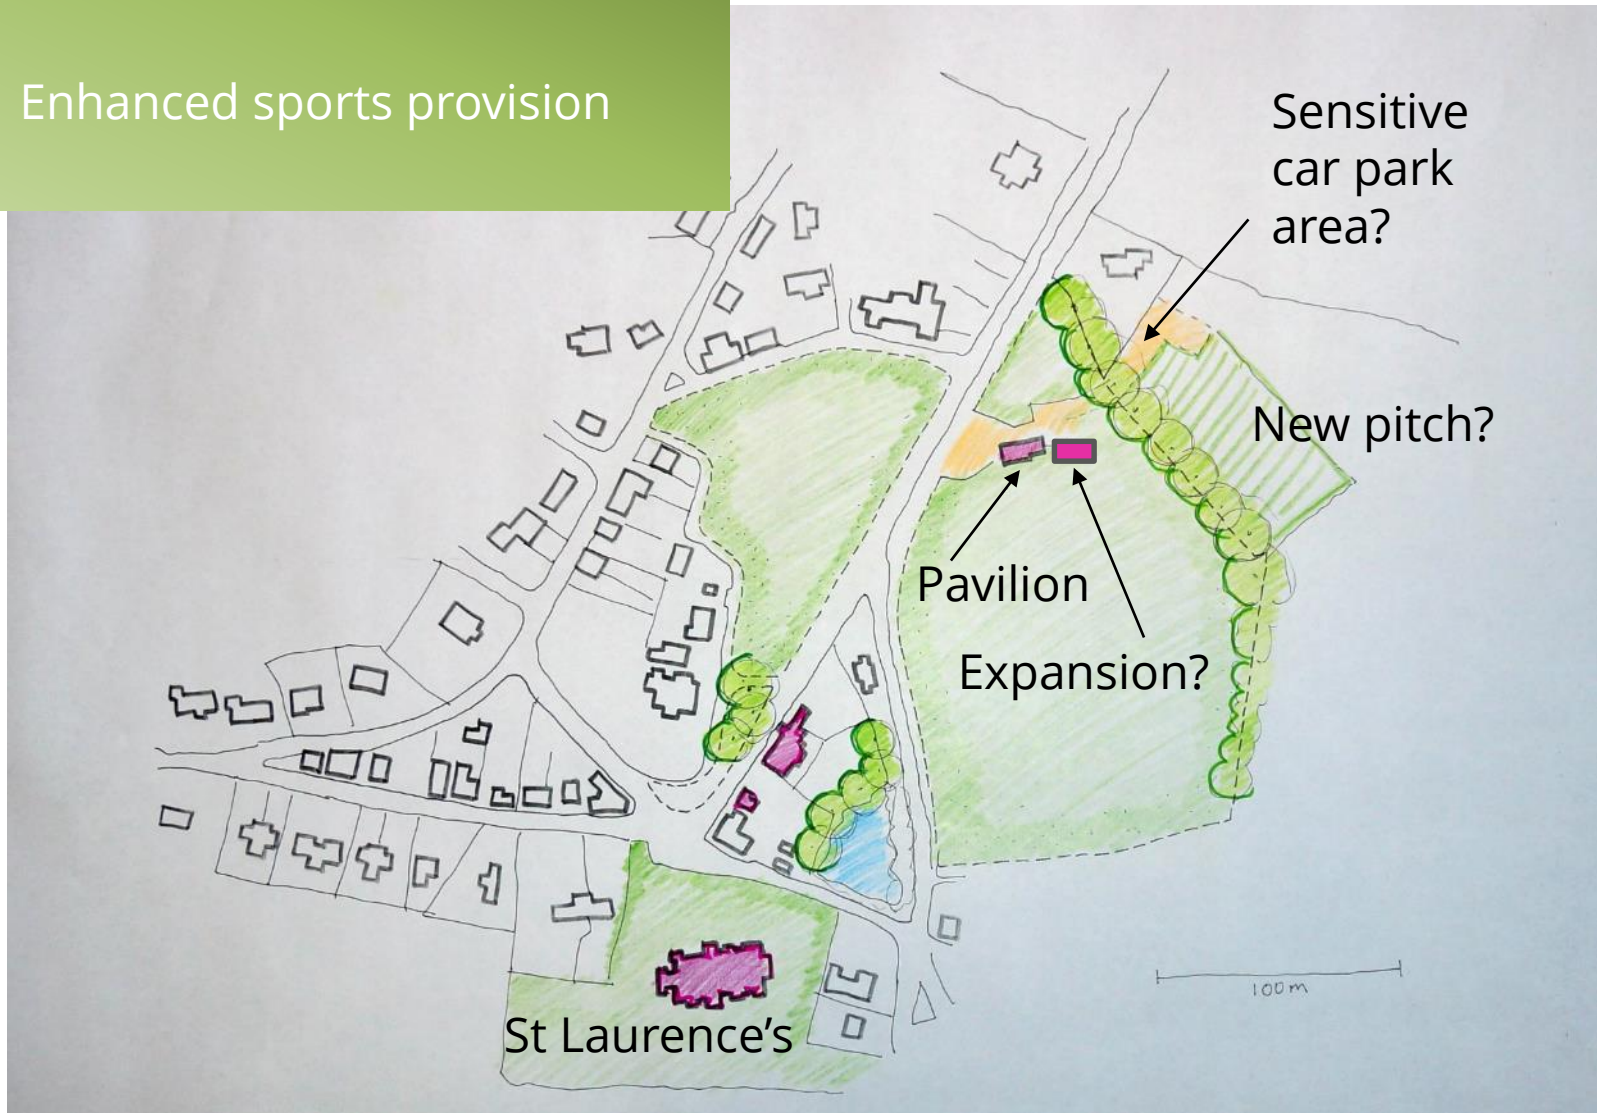 Enhanced sports provision
Sensitive
car park
area?
New pitch?
Pavilion
Expansion?
100m
St Laurence’s